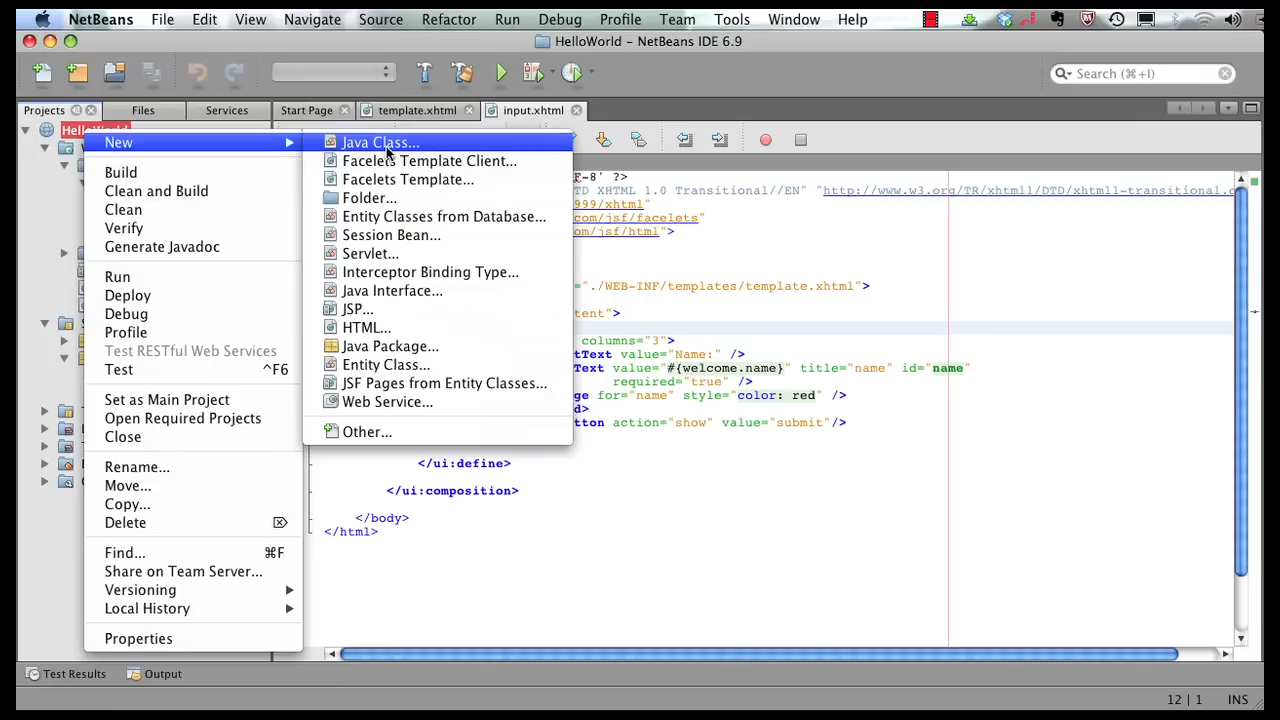 NetBeans File Edit View Navigate Source Refactor Run Debug Profile Team Tools Window Help
HelloWorld – NetBeans IDE 6.9
Search (⌘+I)
Projects Files Services Start Page template.xhtml input.xhtml
HelloWorld
New
Build
Clean and Build
Clean
Verify
Generate Javadoc
Run
Deploy
Debug
Profile
Test RESTful Web Services
Test ^F6
Set as Main Project
Open Required Projects
Close
Rename...
Move...
Copy...
Delete
Find... ⌘F
Share on Team Server...
Versioning
Local History
Properties
Java Class...
Facelets Template Client...
Facelets Template...
Folder...
Entity Classes from Database...
Session Bean...
Servlet...
Interceptor Binding Type...
Java Interface...
JSP...
HTML...
Java Package...
Entity Class...
JSF Pages from Entity Classes...
Web Service...
Other...
F-8' ?>
TD XHTML 1.0 Transitional//EN" "http://www.w3.org/TR/xhtml1/DTD/xhtml1-transitional.d
999/xhtml"
com/jsf/facelets"
com/jsf/html">
="./WEB-INF/templates/template.xhtml">
tent">
columns="3">
tText value="Name:" />
Text value="#{welcome.name}" title="name" id="name"
required="true" />
ge for="name" style="color: red" />
d>
tton action="show" value="submit"/>
</ui:define>
</ui:composition>
</body>
</html>
Test Results Output
12 | 1 INS